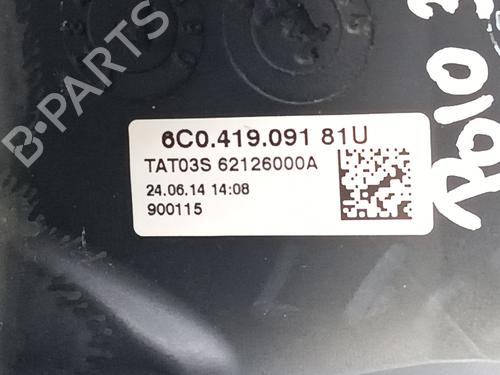 B-PARTS
6C0.419.091 81U
TAT03S 62126000A
24.06.14 14:08
900115
POLO